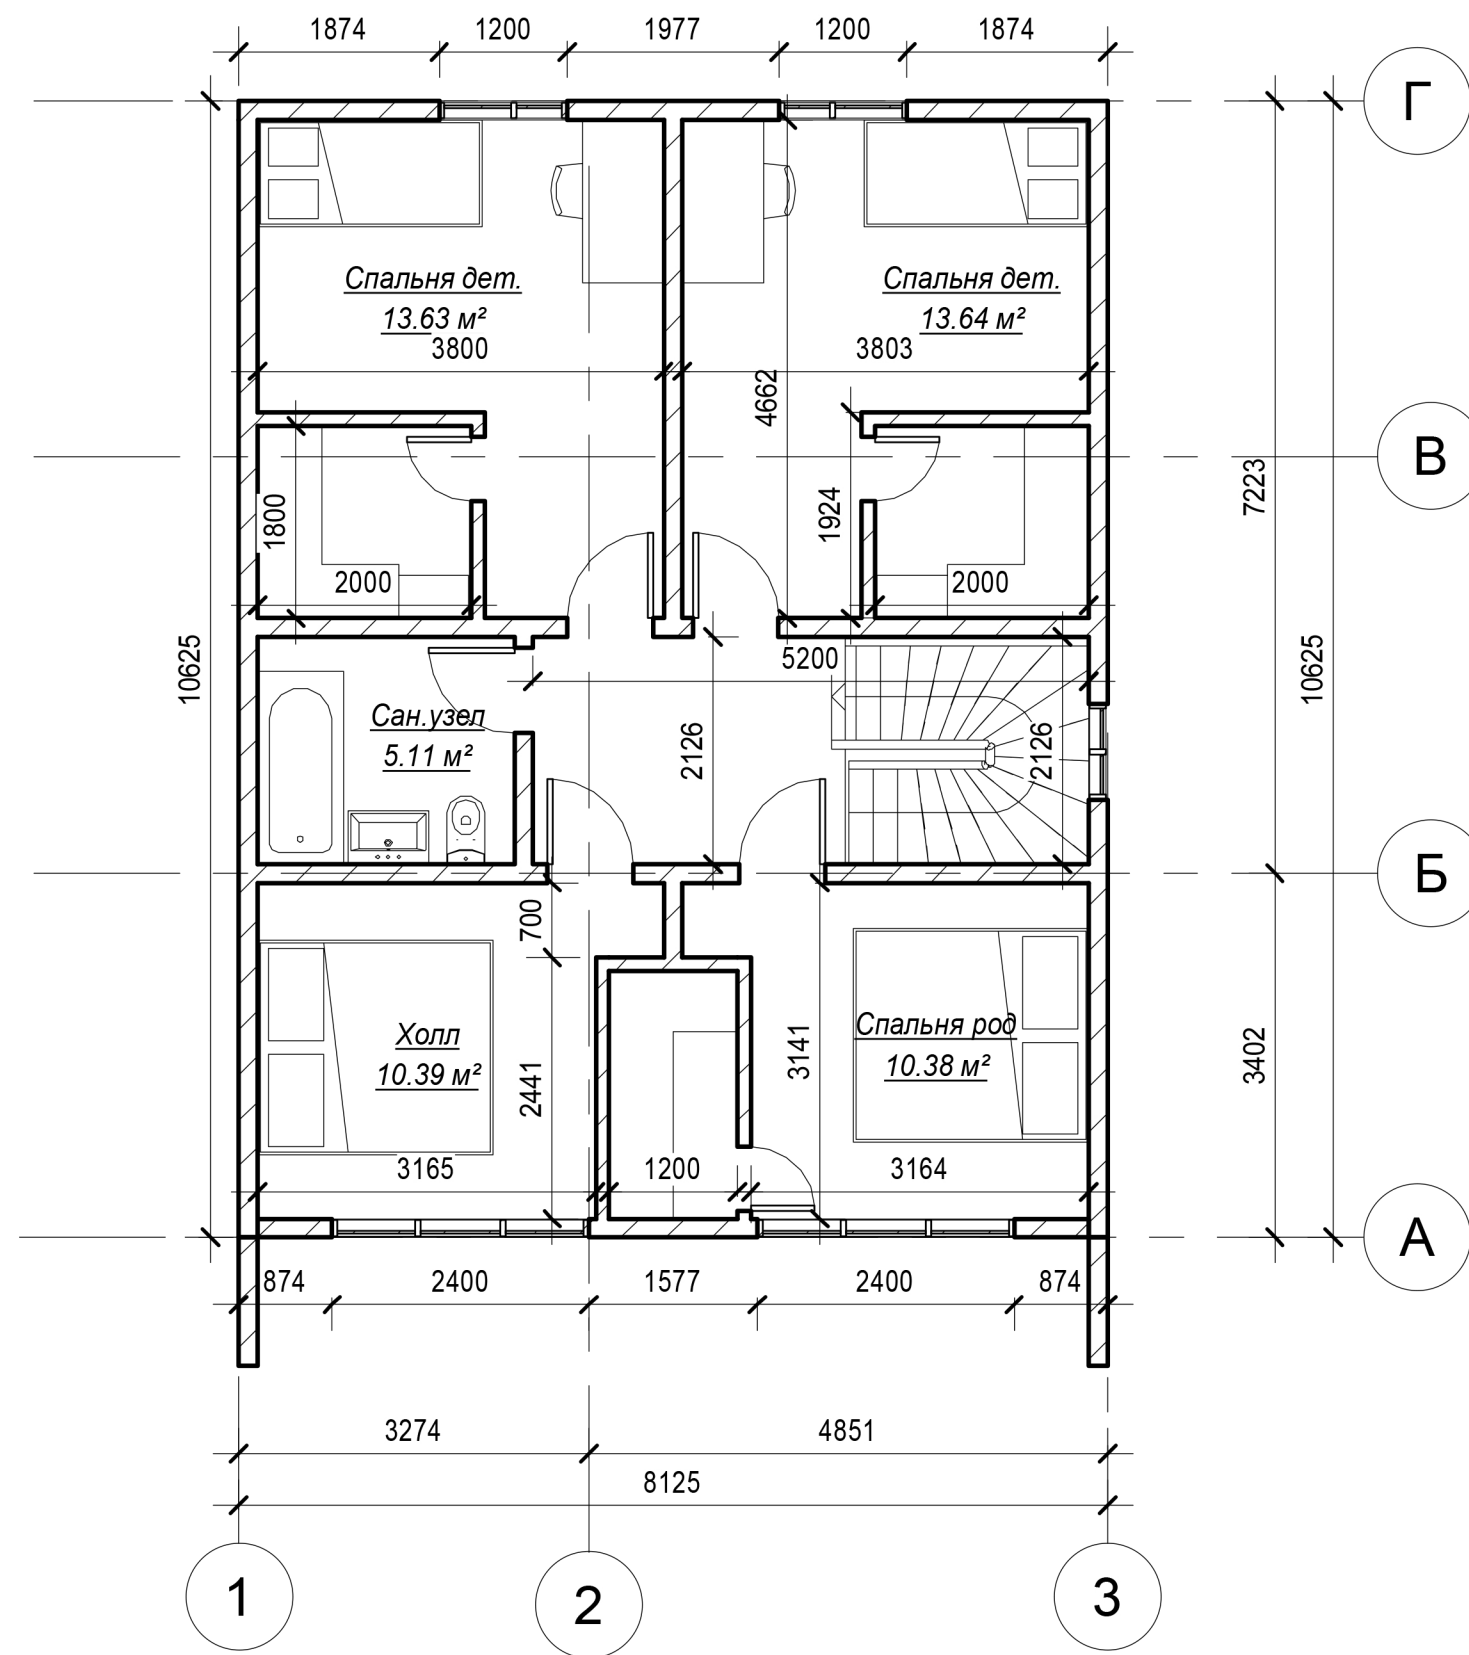 1874 1200 1977 1200 1874
Г
Спальня дет.
13.63 м²
3800
Спальня дет.
13.64 м²
3803
4662
В
7223
1800
1924
2000
2000
10625
10625
5200
Сан.узел
5.11 м²
2126
2126
Б
700
Холл
10.39 м²
2441
3141
Спальня род
10.38 м²
3402
3165 1200 3164
А
874 2400 1577 2400 874
3274 4851
8125
1 2 3